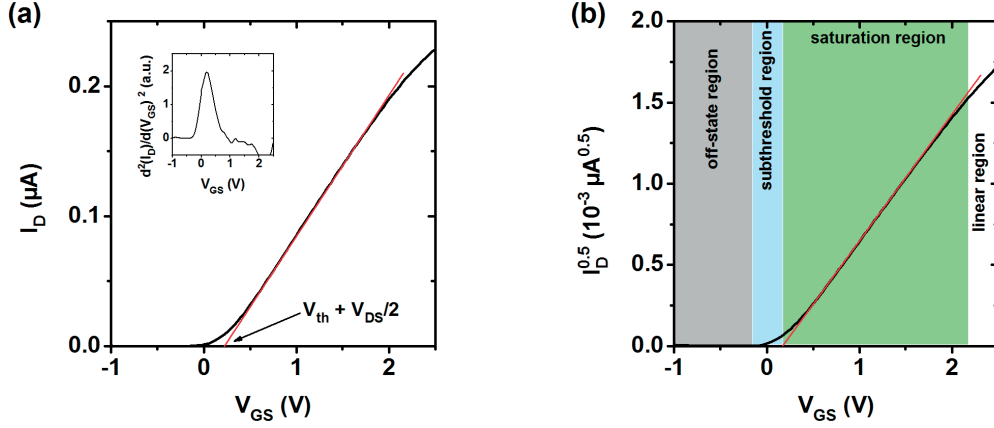 (a)
0.2
0.1
0.0
I_D (μA)
-1 0 1 2
V_GS (V)
V_th + V_DS/2
2
1
0
d²(I_D)/d(V_GS) ² (a.u.)
-1 0 1 2
V_GS (V)
(b)
2.0
1.5
1.0
0.5
0.0
I_D^0.5 (10^-3 μA^0.5)
-1 0 1 2
V_GS (V)
off-state region
subthreshold region
saturation region
linear region